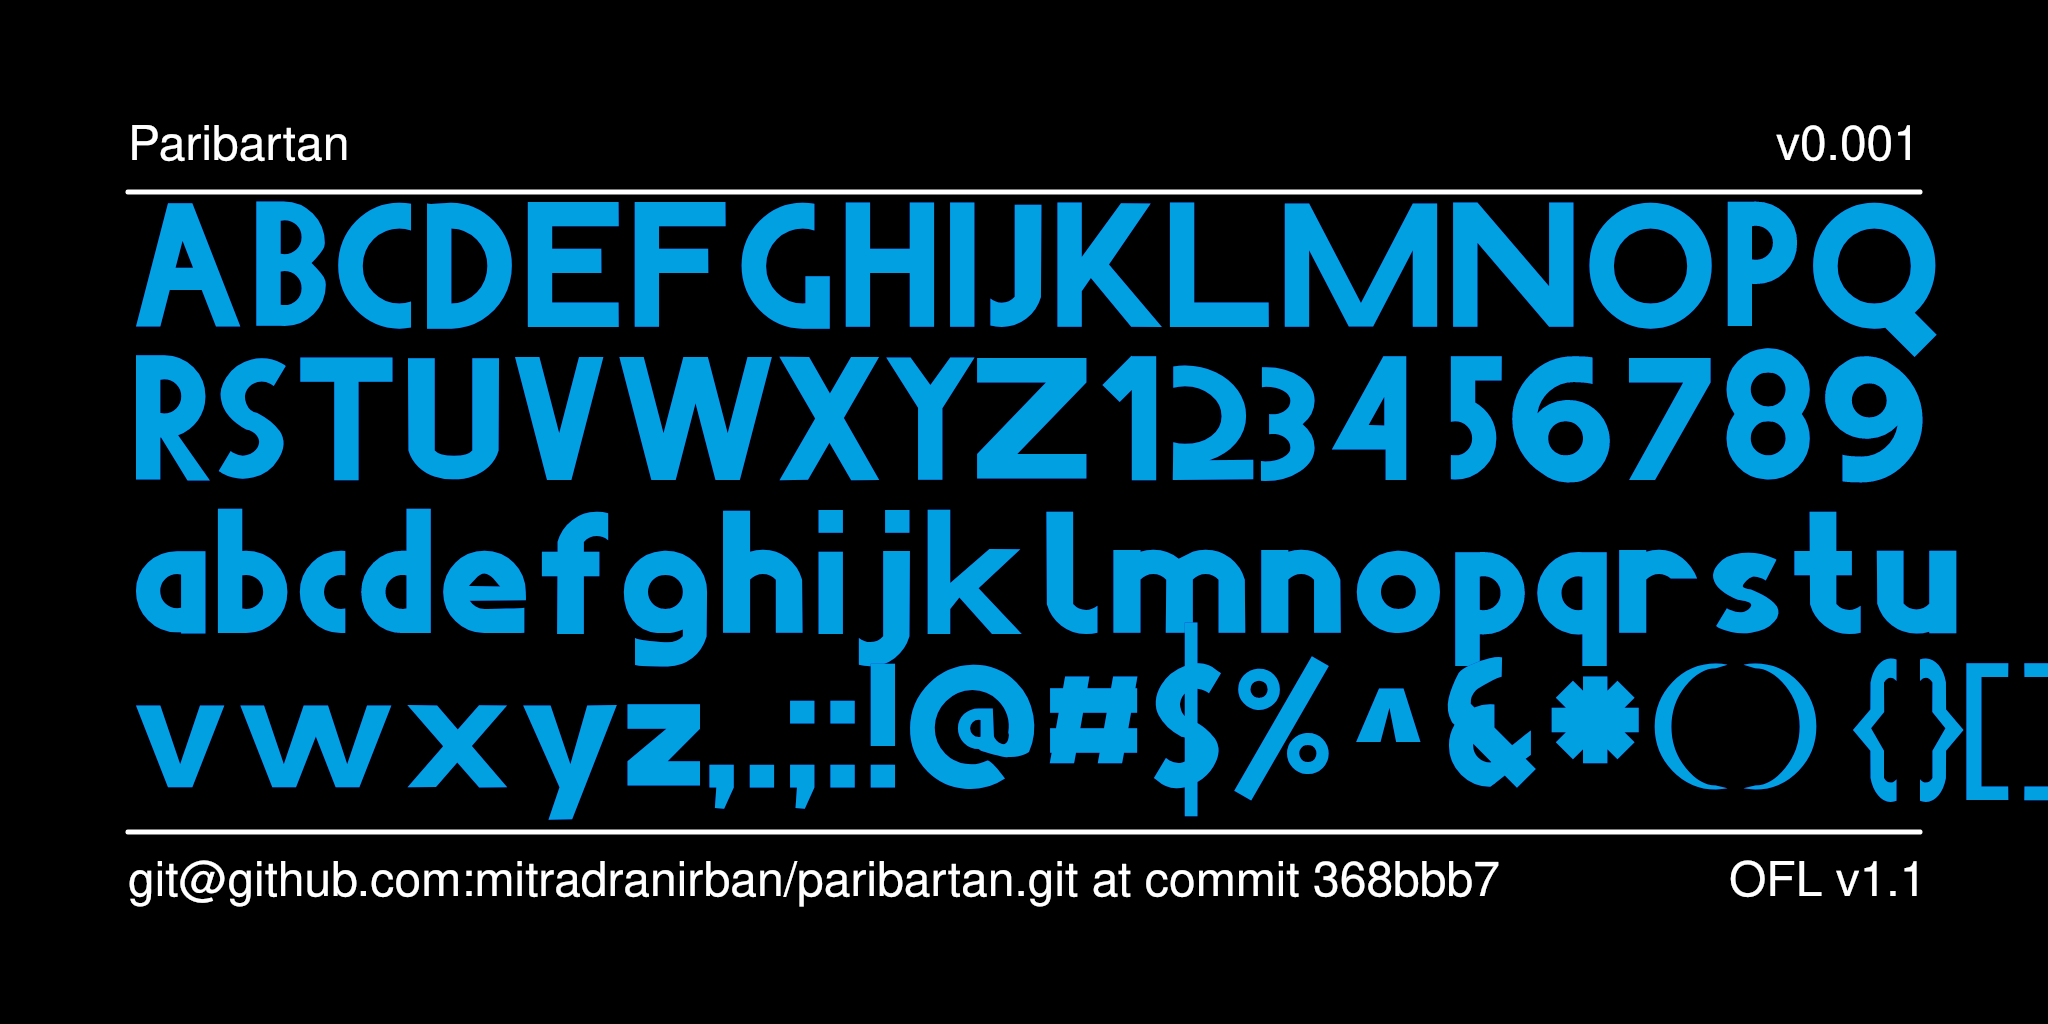 Paribartan v0.001
ABCDEFGHIJKLMNOPQ
RSTUVWXYZ123456789
abcdefghijklmnopqrstu
vwxyz,.;:!@#$%^&*() {}[]
git@github.com:mitradranirban/paribartan.git at commit 368bbb7 OFL v1.1